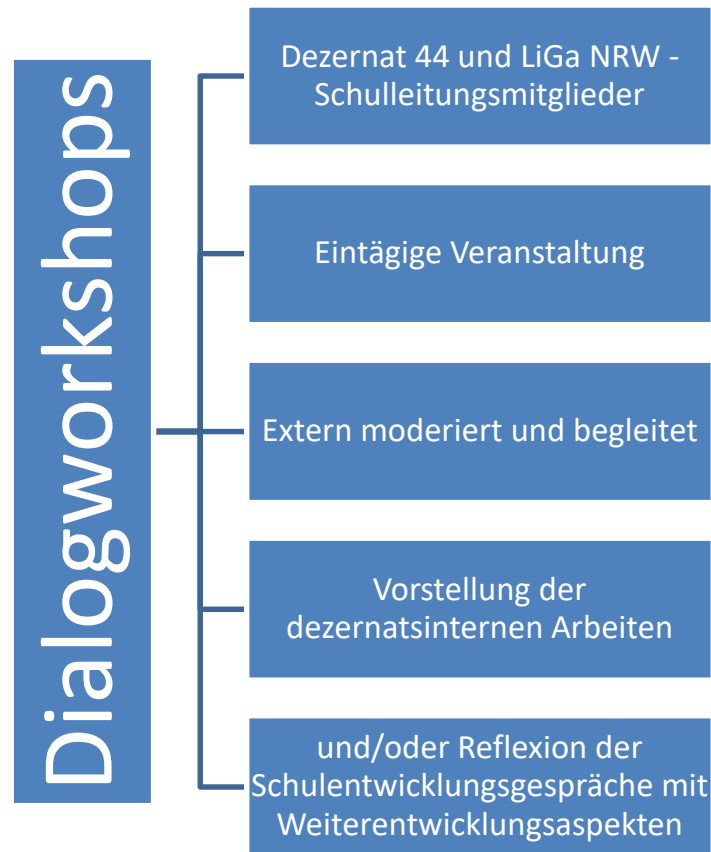 Dialogworkshops
Dezernat 44 und LiGa NRW -
Schulleitungsmitglieder
Eintägige Veranstaltung
Extern moderiert und begleitet
Vorstellung der
dezernatsinternen Arbeiten
und/oder Reflexion der
Schulentwicklungsgespräche mit
Weiterentwicklungsaspekten